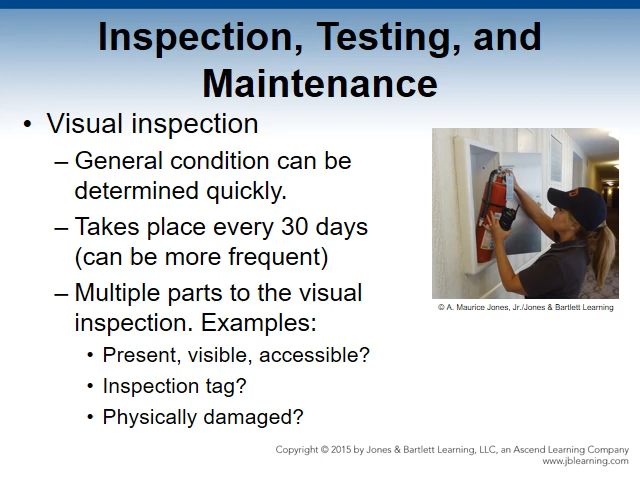 Inspection, Testing, and
Maintenance
• Visual inspection
– General condition can be
determined quickly.
– Takes place every 30 days
(can be more frequent)
– Multiple parts to the visual
inspection. Examples:
• Present, visible, accessible?
• Inspection tag?
• Physically damaged?
© A. Maurice Jones, Jr./Jones & Bartlett Learning
Copyright © 2015 by Jones & Bartlett Learning, LLC, an Ascend Learning Company
www.jblearning.com